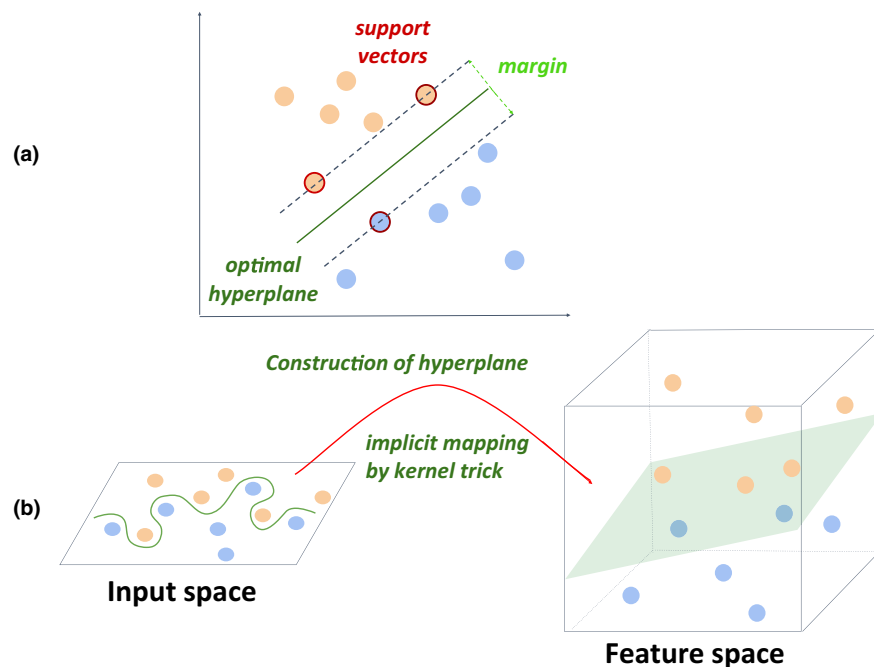 support
vectors
margin
(a)
optimal
hyperplane
Construction of hyperplane
implicit mapping
by kernel trick
(b)
Input space
Feature space